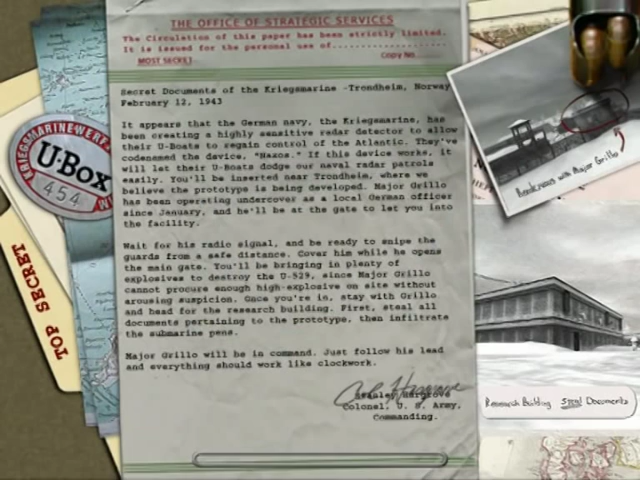 THE OFFICE OF STRATEGIC SERVICES
The Circulation of this paper has been strictly limited.
It is issued for the personal use of...................
MOST SECRET
Copy No......
Secret Documents of the Kriegsmarine -Trondheim, Norway
February 12, 1943
It appears that the German navy, the Kriegsmarine, has
been creating a highly sensitive radar detector to allow
their U-Boats to regain control of the Atlantic. They've
codenamed the device, "Naxos." If this device works, it
will let their U-Boats dodge our naval radar patrols
easily. You'll be inserted near Trondheim, where we
believe the prototype is being developed. Major Grillo
has been operating undercover as a local German officer
since January, and he'll be at the gate to let you into
the facility.
Wait for his radio signal, and be ready to snipe the
guards from a safe distance. Cover him while he opens
the main gate. You'll be bringing in plenty of
explosives to destroy the U-529, since Major Grillo
cannot procure enough high-explosive on site without
arousing suspicion. Once you're in, stay with Grillo
and head for the research building. First, steal all
documents pertaining to the prototype, then infiltrate
the submarine pens.
Major Grillo will be in command. Just follow his lead
and everything should work like clockwork.
Stanley Hargrove
Colonel, U. S. Army,
Commanding.
KRIEGSMARINEWERF
U-Box
454
TOP SECRET
Rendezvous with Major Grillo
Research Building Steal Documents